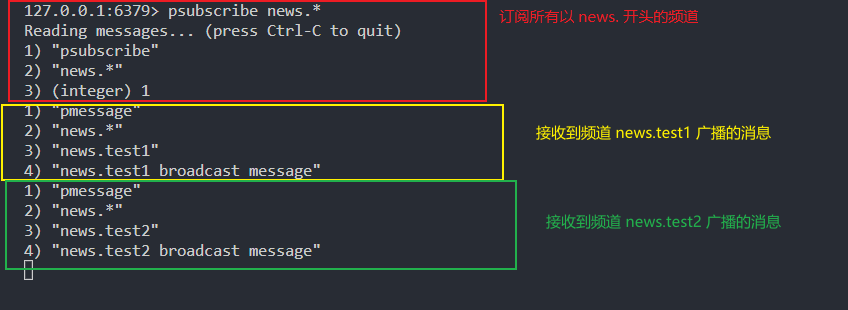 127.0.0.1:6379> psubscribe news.*
订阅所有以 news. 开头的频道
Reading messages... (press Ctrl-C to quit)
1) "psubscribe"
2) "news.*"
3) (integer) 1
1) "pmessage"
2) "news.*"
接收到频道 news.test1 广播的消息
3) "news.test1"
4) "news.test1 broadcast message"
1) "pmessage"
2) "news.*"
3) "news.test2"
接收到频道 news.test2 广播的消息
4) "news.test2 broadcast message"